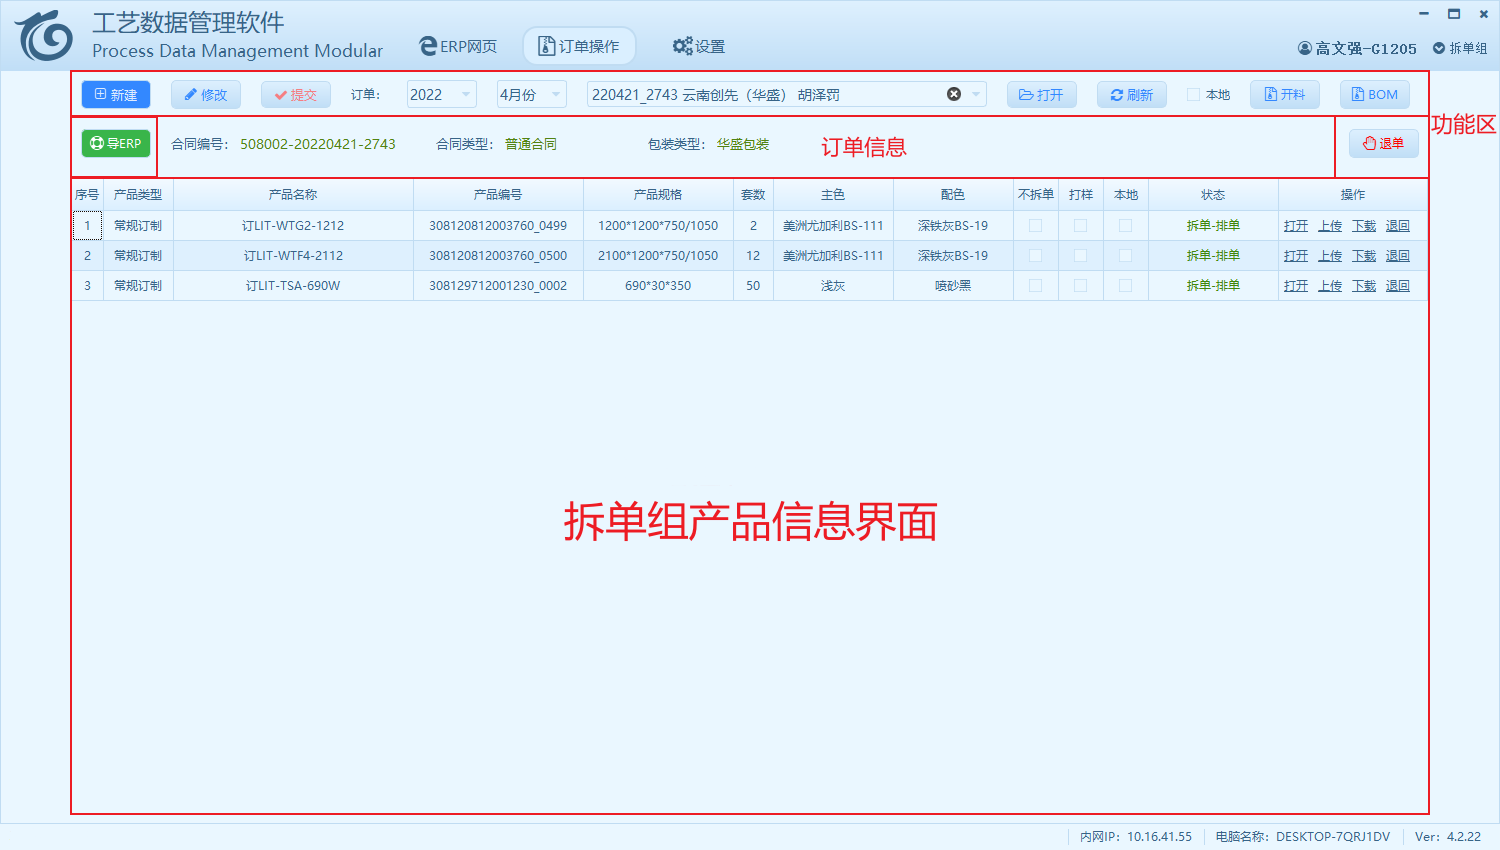 工艺数据管理软件
Process Data Management Modular
ERP网页
订单操作
设置
高文强-G1205
拆单组
新建
修改
提交
订单:
2022
4月份
220421_2743 云南创先（华盛） 胡泽罚
打开
刷新
本地
开料
BOM
功能区
导ERP
合同编号: 508002-20220421-2743
合同类型: 普通合同
包装类型: 华盛包装
订单信息
退单
序号 产品类型 产品名称 产品编号 产品规格 套数 主色 配色 不拆单 打样 本地 状态 操作
1 常规订制 订LIT-WTG2-1212 308120812003760_0499 1200*1200*750/1050 2 美洲尤加利BS-111 深铁灰BS-19 拆单-排单 打开 上传 下载 退回
2 常规订制 订LIT-WTF4-2112 308120812003760_0500 2100*1200*750/1050 12 美洲尤加利BS-111 深铁灰BS-19 拆单-排单 打开 上传 下载 退回
3 常规订制 订LIT-TSA-690W 308129712001230_0002 690*30*350 50 浅灰 喷砂黑 拆单-排单 打开 上传 下载 退回
拆单组产品信息界面
内网IP: 10.16.41.55
电脑名称: DESKTOP-7QRJ1DV
Ver: 4.2.22